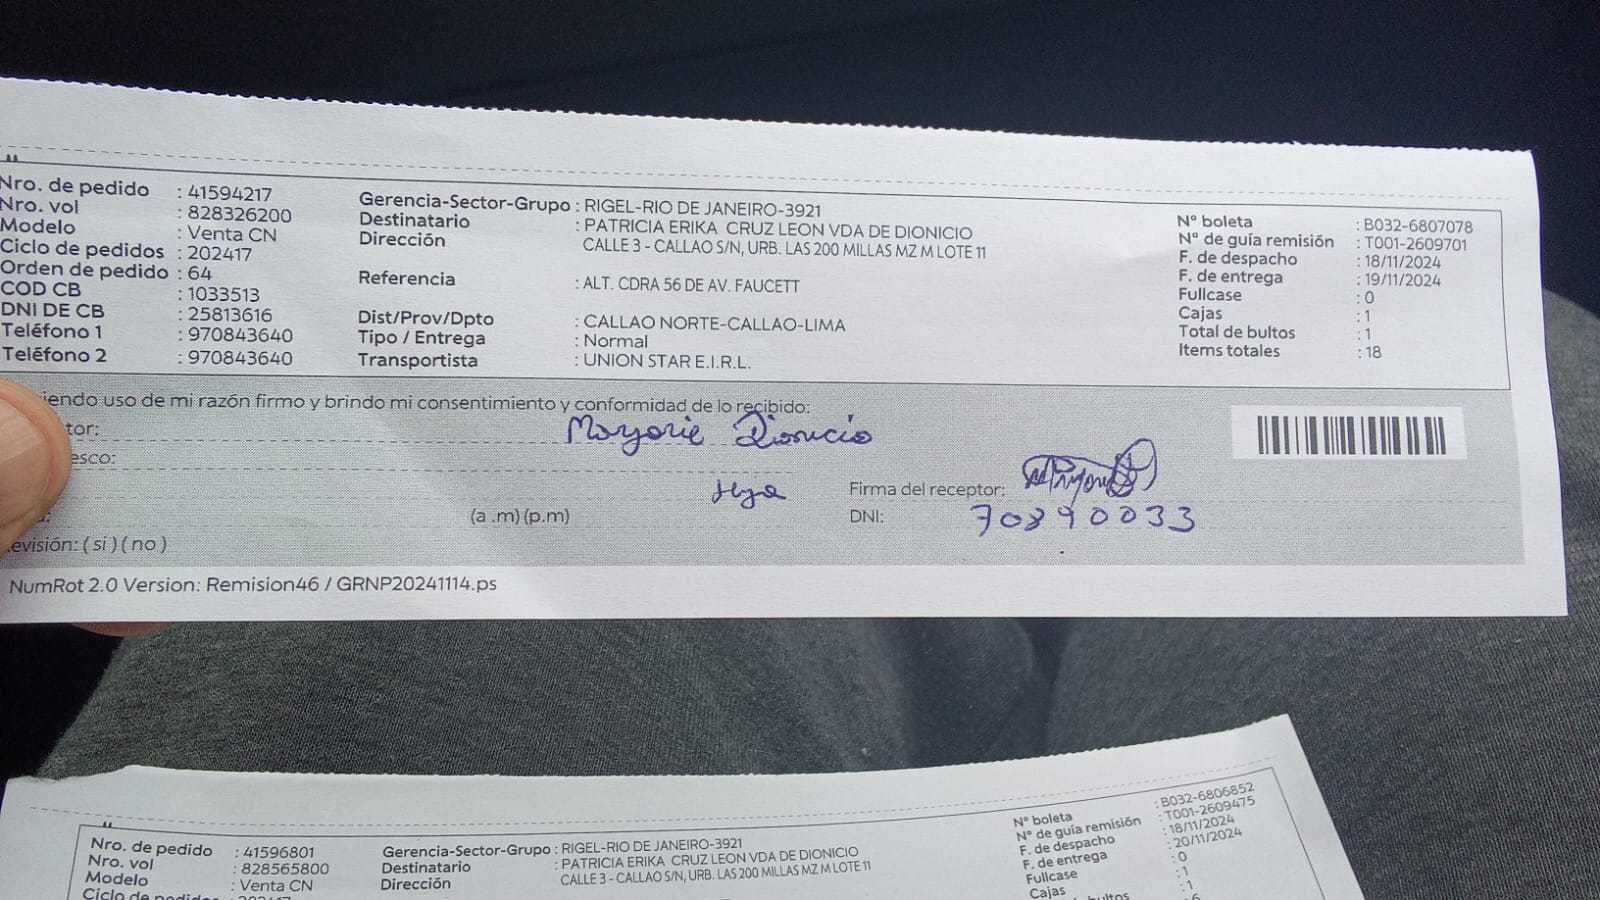 Nro. de pedido : 41594217
Nro. vol : 828326200
Modelo : Venta CN
Ciclo de pedidos : 202417
Orden de pedido : 64
COD CB : 1033513
DNI DE CB : 25813616
Teléfono 1 : 970843640
Teléfono 2 : 970843640
Gerencia-Sector-Grupo : RIGEL-RIO DE JANEIRO-3921
Destinatario : PATRICIA ERIKA CRUZ LEON VDA DE DIONICIO
Dirección CALLE 3 - CALLAO S/N, URB. LAS 200 MILLAS MZ M LOTE 11
Referencia : ALT. CDRA 56 DE AV. FAUCETT
Dist/Prov/Dpto : CALLAO NORTE-CALLAO-LIMA
Tipo / Entrega : Normal
Transportista : UNION STAR E.I.R.L.
N° boleta : B032-6807078
N° de guía remisión : T001-2609701
F. de despacho : 18/11/2024
F. de entrega : 19/11/2024
Fullcase : 0
Cajas : 1
Total de bultos : 1
Items totales : 18
iendo uso de mi razón firmo y brindo mi consentimiento y conformidad de lo recibido:
tor: Marjorie Dionicio
esco:
Hija
Firma del receptor:
(a .m) (p.m)
DNI: 70890033
evisión: ( si ) ( no )
NumRot 2.0 Version: Remision46 / GRNP20241114.ps
Nro. de pedido : 41596801
Nro. vol : 828565800
Modelo : Venta CN
Ciclo de pedidos : 202417
Gerencia-Sector-Grupo : RIGEL-RIO DE JANEIRO-3921
Destinatario : PATRICIA ERIKA CRUZ LEON VDA DE DIONICIO
Dirección CALLE 3 - CALLAO S/N, URB. LAS 200 MILLAS MZ M LOTE 11
N° boleta : B032-6806852
N° de guía remisión : T001-2609475
F. de despacho : 18/11/2024
F. de entrega : 20/11/2024
Fullcase : 0
Cajas : 1
bultos : 1